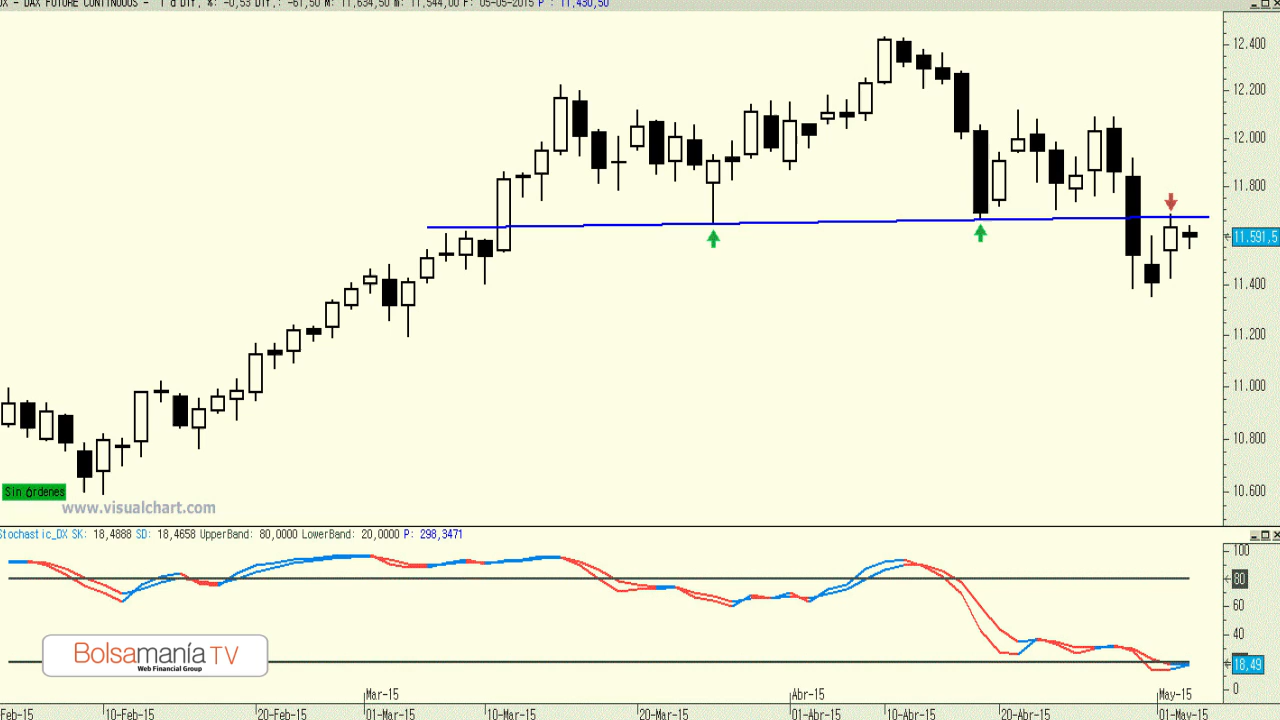 DX - DAX FUTURE CONTINUOUS - 1 d DIY, %: -0,53 DIY,: -61,50 M: 11,634,50 m: 11,544,00 F: 05-05-2015 P : 11,430,50
12.400
12.200
12.000
11.800
11.591,5
11.400
11.200
11.000
10.800
10.600
Sin órdenes
www.visualchart.com
Stochastic_DX SK: 18,4888 SD: 18,4658 UpperBand: 80,0000 LowerBand: 20,0000 P: 298,3471
100
80
60
40
18,49
0
Bolsamanía TV
Web Financial Group
Mar-15 Abr-15 May-15
Feb-15 10-Feb-15 20-Feb-15 01-Mar-15 10-Mar-15 20-Mar-15 01-Abr-15 10-Abr-15 20-Abr-15 01-May-15